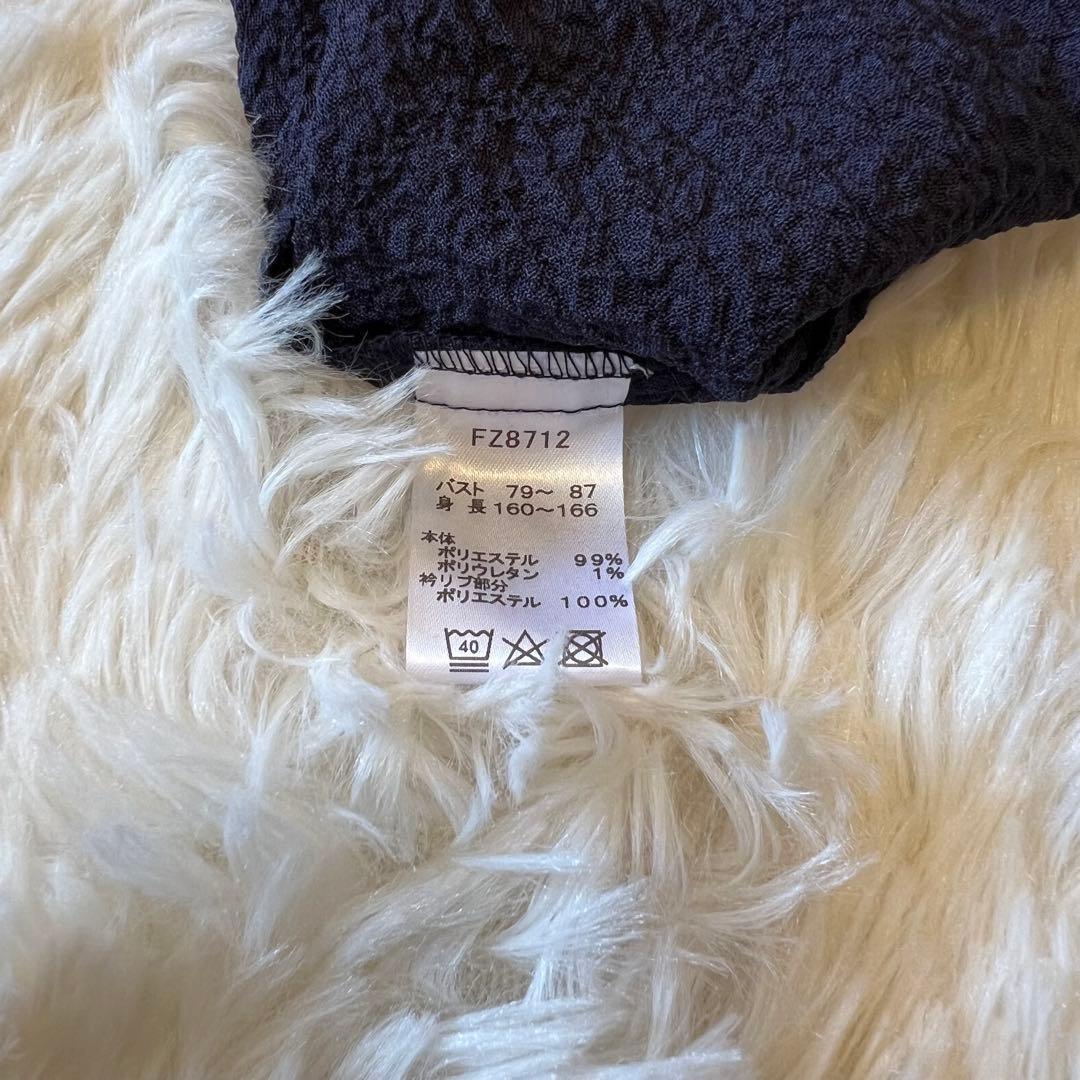 FZ8712
バスト 79〜 87
身 長 160〜166
本体
ポリエステル 99%
ポリウレタン 1%
衿リブ部分
ポリエステル 100%
40